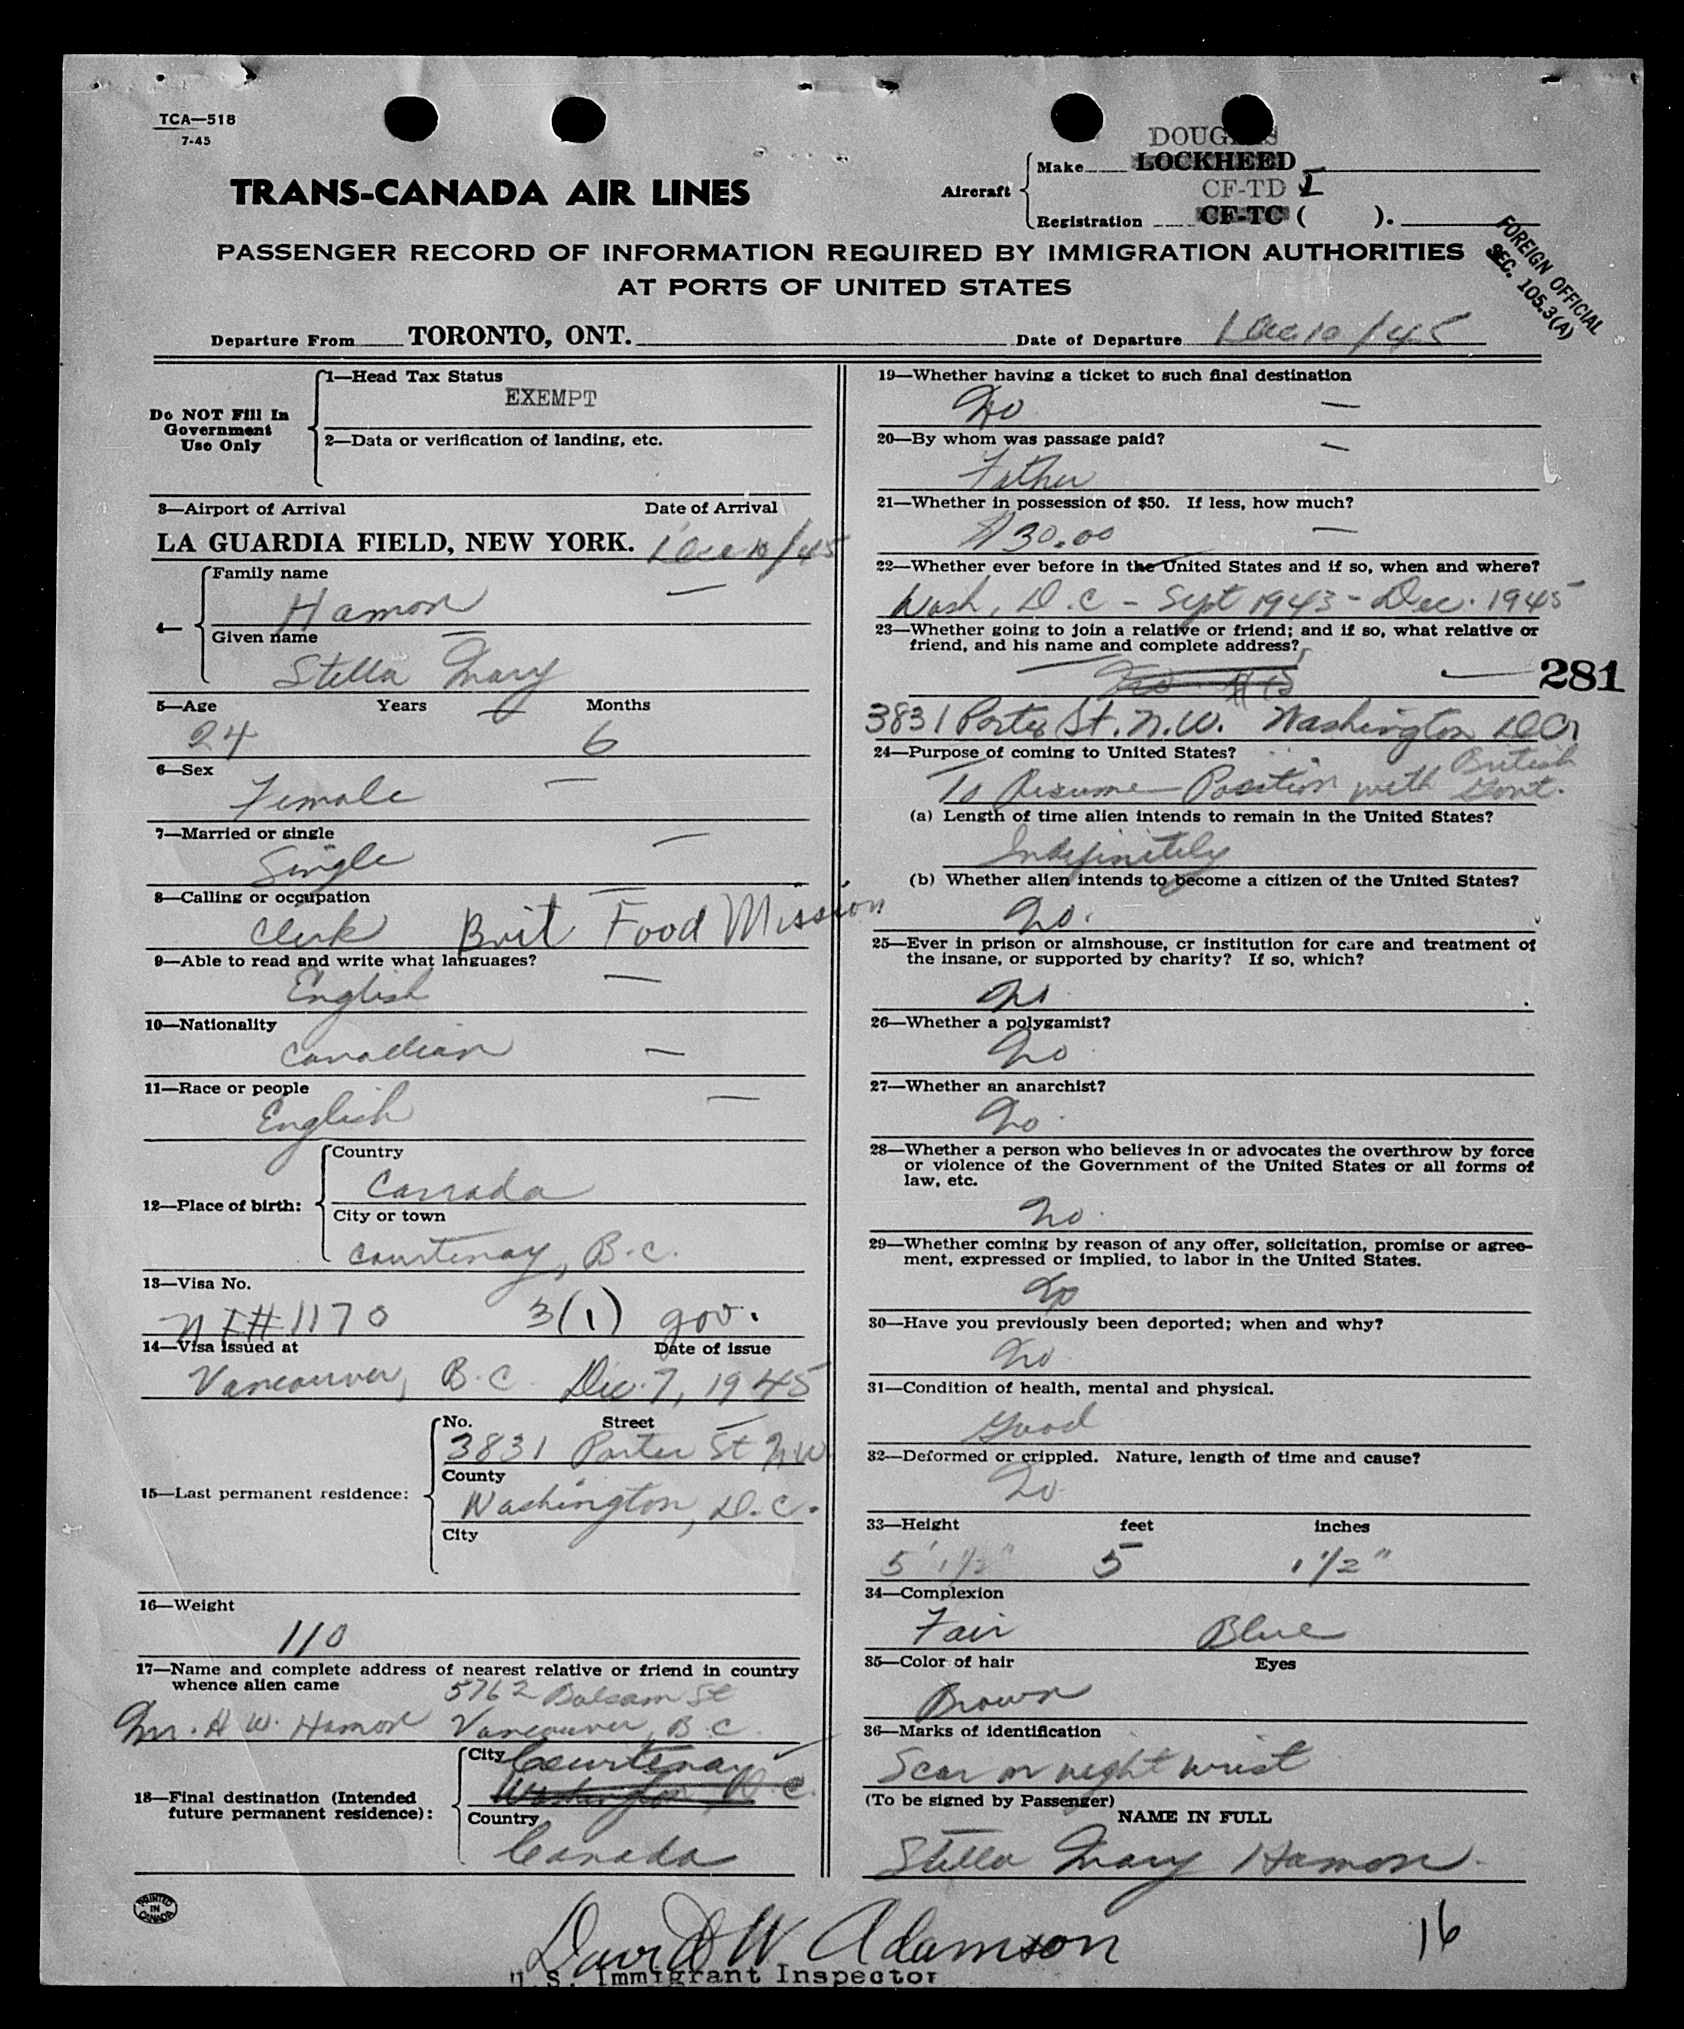 TCA—518
7-45
DOUGLAS
Make LOCKHEED
TRANS-CANADA AIR LINES
Aircraft
CF-TD
Registration CF-TC ( ).
PASSENGER RECORD OF INFORMATION REQUIRED BY IMMIGRATION AUTHORITIES
AT PORTS OF UNITED STATES
FOREIGN OFFICIAL
SEC. 105.3(A)
Departure From TORONTO, ONT. Date of Departure Dec 10/45
Do NOT Fill In
Government
Use Only
1—Head Tax Status
EXEMPT
2—Data or verification of landing, etc.
3—Airport of Arrival Date of Arrival
LA GUARDIA FIELD, NEW YORK. Dec 10/45
4—
Family name
Hamon
Given name
Stella Mary
5—Age Years Months
24 6
6—Sex
Female
7—Married or single
Single
8—Calling or occupation
Clerk Brit Food Mission
9—Able to read and write what languages?
English
10—Nationality
Canadian
11—Race or people
English
12—Place of birth:
Country
Canada
City or town
Courtenay, B.C.
13—Visa No.
#1170 3(1) gov.
14—Visa issued at Date of issue
Vancouver, B.C. Dec. 7, 1945
15—Last permanent residence:
No. Street
3831 Porter St N.W.
County
Washington, D.C.
City
16—Weight
110
17—Name and complete address of nearest relative or friend in country
whence alien came
5762 Balsam St
Mr. H W. Hamon Vancouver, B.C.
18—Final destination (Intended
future permanent residence):
City Courtenay
Washington, D.C.
Country
Canada
19—Whether having a ticket to such final destination
No
20—By whom was passage paid?
Father
21—Whether in possession of $50. If less, how much?
$30.00
22—Whether ever before in the United States and if so, when and where?
Wash, D.C - Sept 1943 - Dec. 1945
23—Whether going to join a relative or friend; and if so, what relative or
friend, and his name and complete address?
281
3831 Porter St. N.W. Washington DC
24—Purpose of coming to United States?
To Resume Position with British Govt.
(a) Length of time alien intends to remain in the United States?
Indefinitely
(b) Whether alien intends to become a citizen of the United States?
No.
25—Ever in prison or almshouse, or institution for care and treatment of
the insane, or supported by charity? If so, which?
No
26—Whether a polygamist?
No
27—Whether an anarchist?
No.
28—Whether a person who believes in or advocates the overthrow by force
or violence of the Government of the United States or all forms of
law, etc.
No.
29—Whether coming by reason of any offer, solicitation, promise or agree-
ment, expressed or implied, to labor in the United States.
No
30—Have you previously been deported; when and why?
No
31—Condition of health, mental and physical.
Good
32—Deformed or crippled. Nature, length of time and cause?
No
33—Height feet inches
5' 1½" 5 1½"
34—Complexion
Fair Blue
35—Color of hair Eyes
Brown
36—Marks of identification
Scar on right wrist
(To be signed by Passenger)
NAME IN FULL
Stella Mary Hamon.
PRINTED
IN
CANADA
David W Adamson
U.S. Immigrant Inspector
16